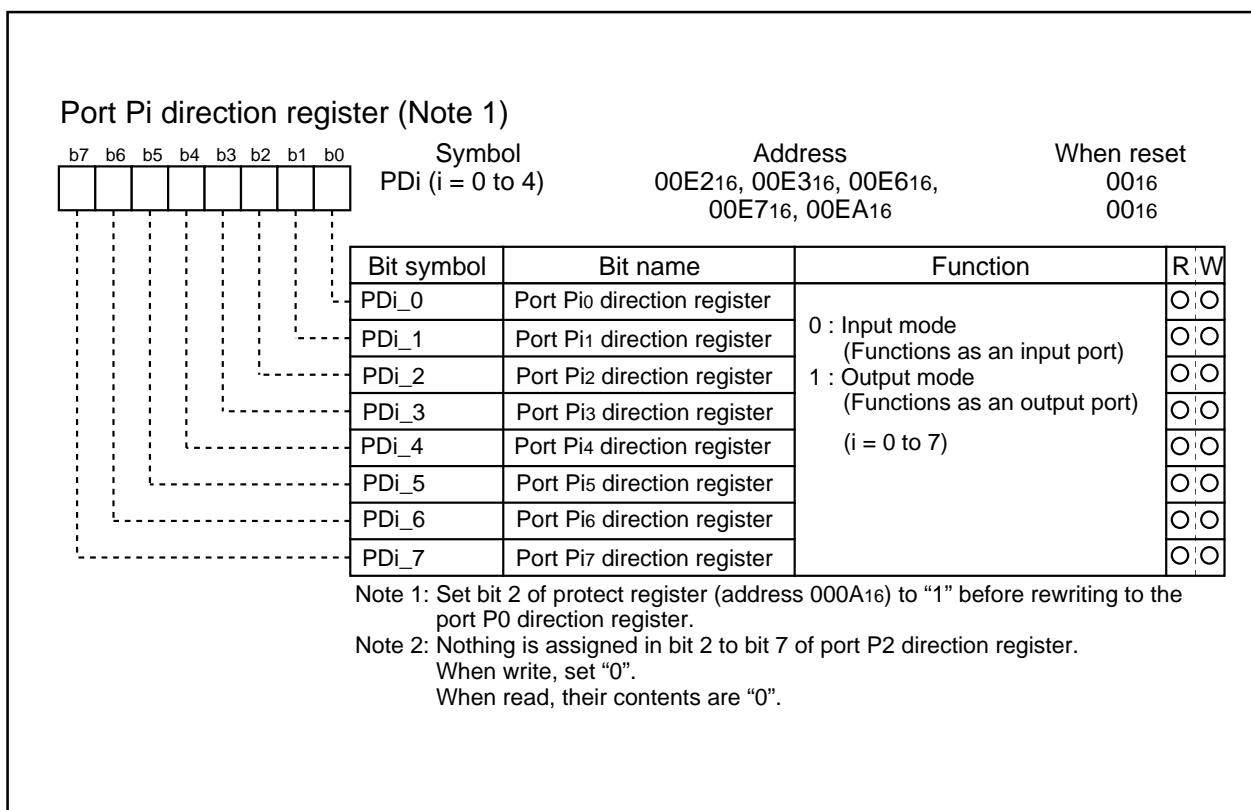 Port Pi direction register (Note 1)
b7 b6 b5 b4 b3 b2 b1 b0
Symbol Address When reset
PDi (i = 0 to 4) 00E216, 00E316, 00E616, 0016
00E716, 00EA16 0016
Bit symbol Bit name Function R W
PDi_0 Port Pi0 direction register
PDi_1 Port Pi1 direction register
PDi_2 Port Pi2 direction register
PDi_3 Port Pi3 direction register
PDi_4 Port Pi4 direction register
PDi_5 Port Pi5 direction register
PDi_6 Port Pi6 direction register
PDi_7 Port Pi7 direction register
0 : Input mode
(Functions as an input port)
1 : Output mode
(Functions as an output port)
(i = 0 to 7)
Note 1: Set bit 2 of protect register (address 000A16) to “1” before rewriting to the
port P0 direction register.
Note 2: Nothing is assigned in bit 2 to bit 7 of port P2 direction register.
When write, set “0”.
When read, their contents are “0”.